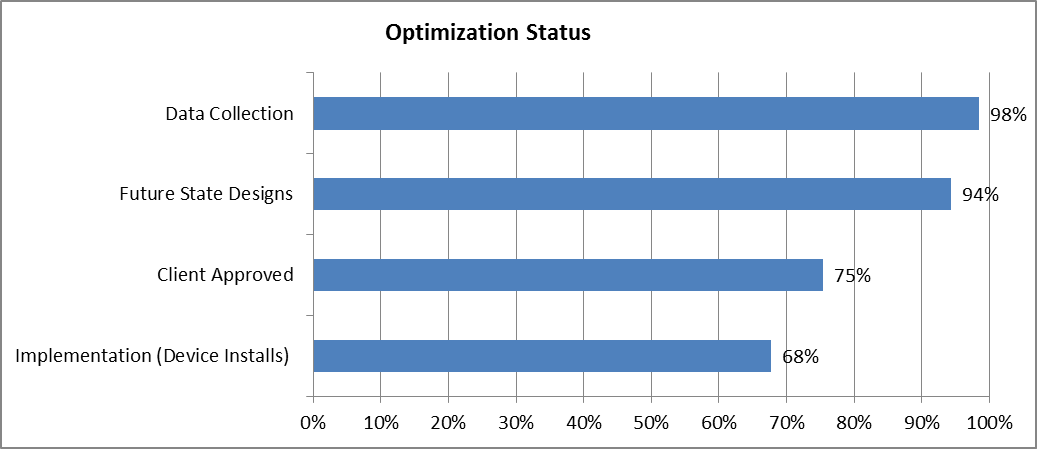 Optimization Status
Data Collection
98%
Future State Designs
94%
Client Approved
75%
Implementation (Device Installs)
68%
0% 10% 20% 30% 40% 50% 60% 70% 80% 90% 100%